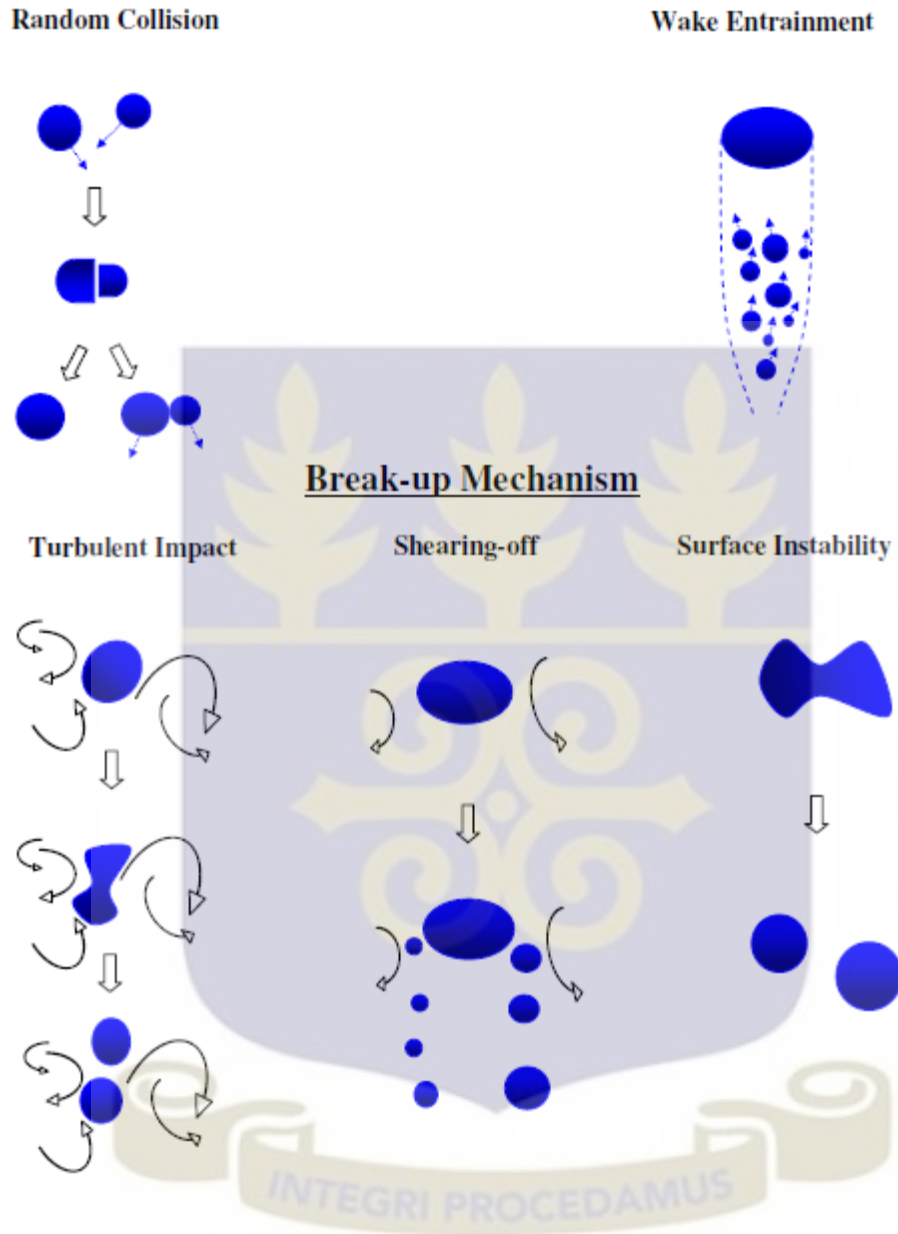 Random Collision
Wake Entrainment
Break-up Mechanism
Turbulent Impact
Shearing-off
Surface Instability
INTEGRI PROCEDAMUS